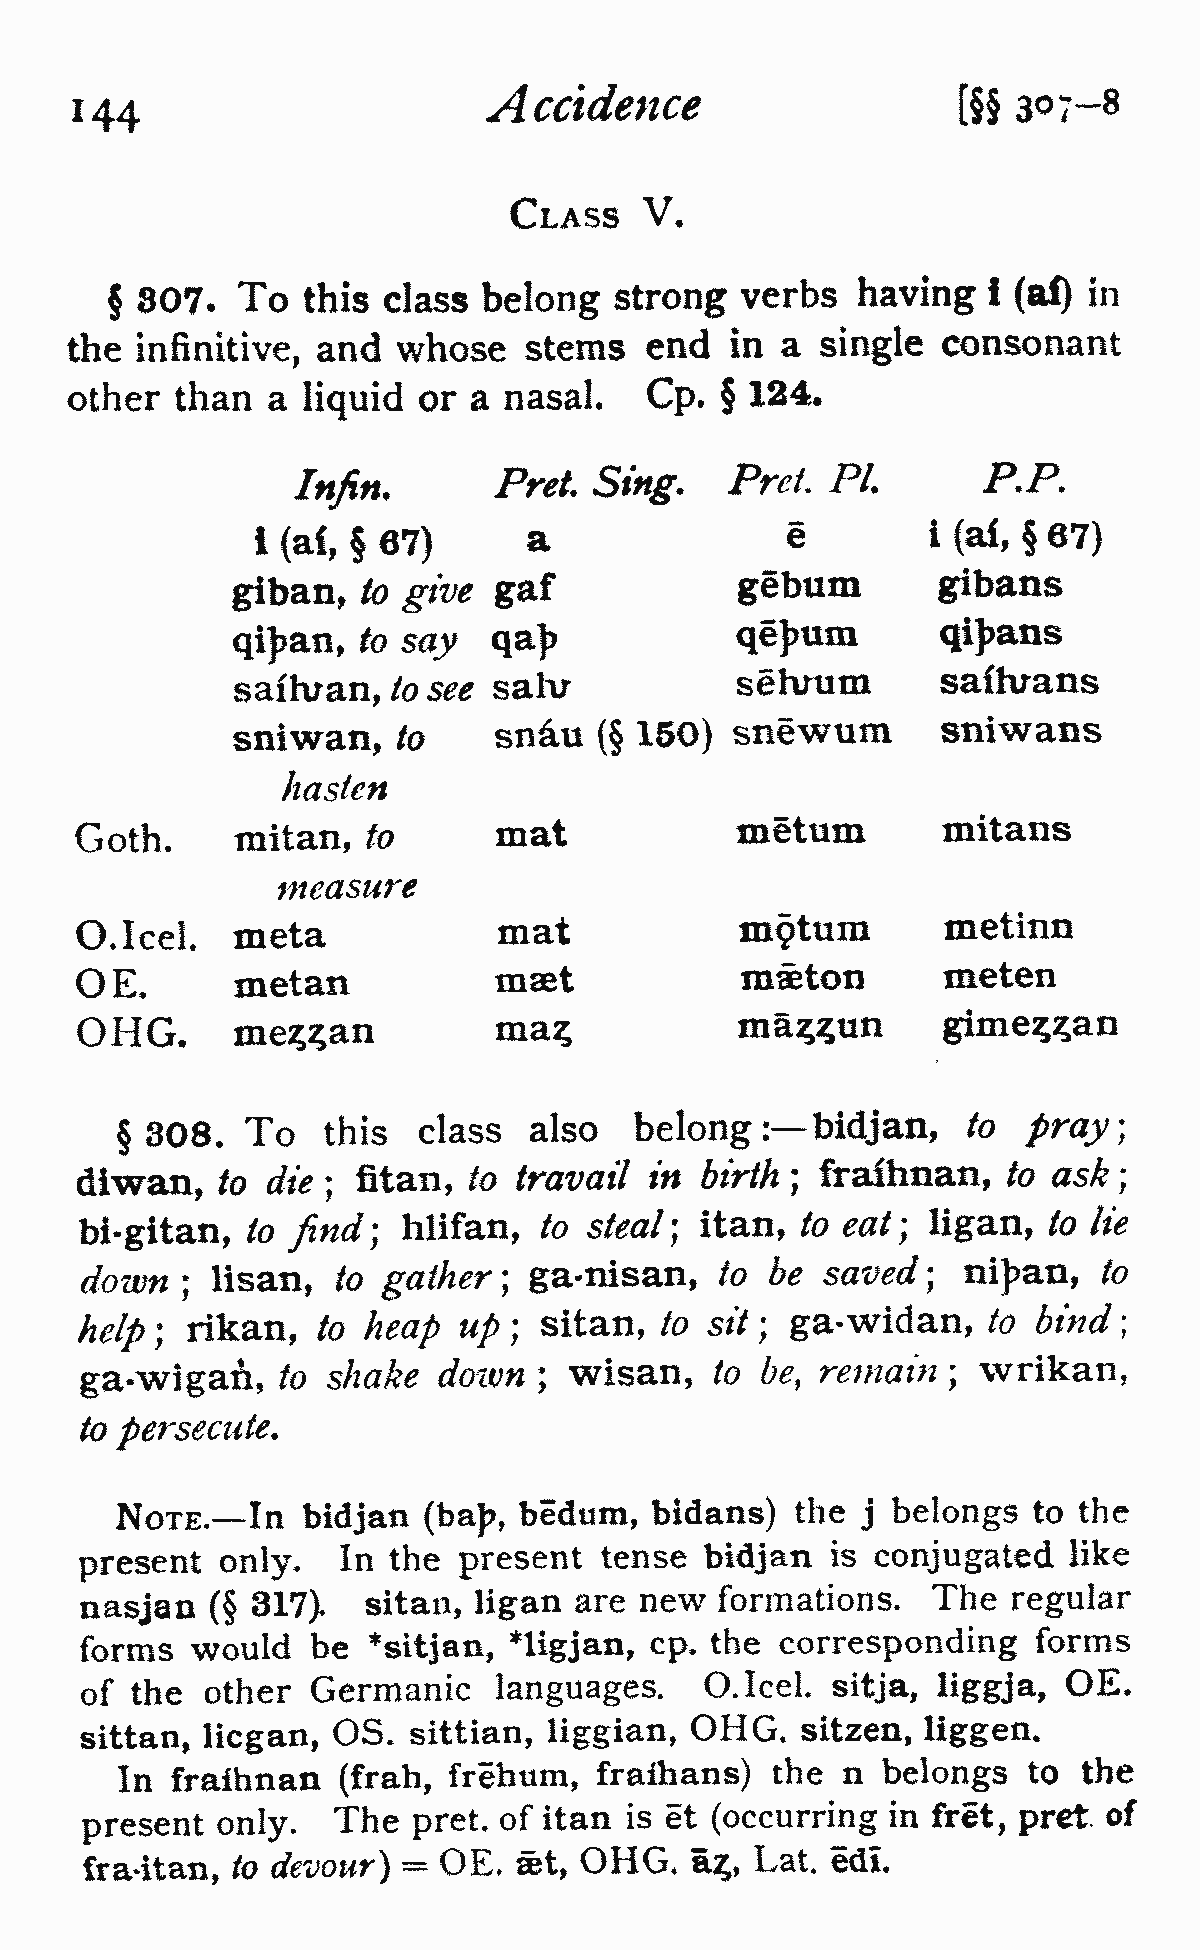 144 Accidence [§§ 307–8
CLASS V.
§ 307. To this class belong strong verbs having i (aí) in
the infinitive, and whose stems end in a single consonant
other than a liquid or a nasal. Cp. § 124.
Infin. Pret. Sing. Pret. Pl. P.P.
i (aí, § 67) a ē i (aí, § 67)
giban, to give gaf gēbum gibans
qiþan, to say qaþ qēþum qiþans
saíƕan, to see saƕ sēƕum saíƕans
sniwan, to snáu (§ 150) snēwum sniwans
hasten
Goth. mitan, to mat mētum mitans
measure
O.Icel. meta mat mǭtum metinn
OE. metan mæt mǣton meten
OHG. meʒʒan maʒ māʒʒun gimeʒʒan
§ 308. To this class also belong:—bidjan, to pray;
diwan, to die; fitan, to travail in birth; fraíhnan, to ask;
bi-gitan, to find; hlifan, to steal; itan, to eat; ligan, to lie
down; lisan, to gather; ga-nisan, to be saved; niþan, to
help; rikan, to heap up; sitan, to sit; ga-widan, to bind;
ga-wigan, to shake down; wisan, to be, remain; wrikan,
to persecute.
NOTE.—In bidjan (baþ, bēdum, bidans) the j belongs to the
present only. In the present tense bidjan is conjugated like
nasjan (§ 317). sitan, ligan are new formations. The regular
forms would be *sitjan, *ligjan, cp. the corresponding forms
of the other Germanic languages. O.Icel. sitja, liggja, OE.
sittan, licgan, OS. sittian, liggian, OHG. sitzen, liggen.
In fraíhnan (frah, frēhum, fraíhans) the n belongs to the
present only. The pret. of itan is ēt (occurring in frēt, pret. of
fra-itan, to devour) = OE. ǣt, OHG. āʒ, Lat. ēdī.